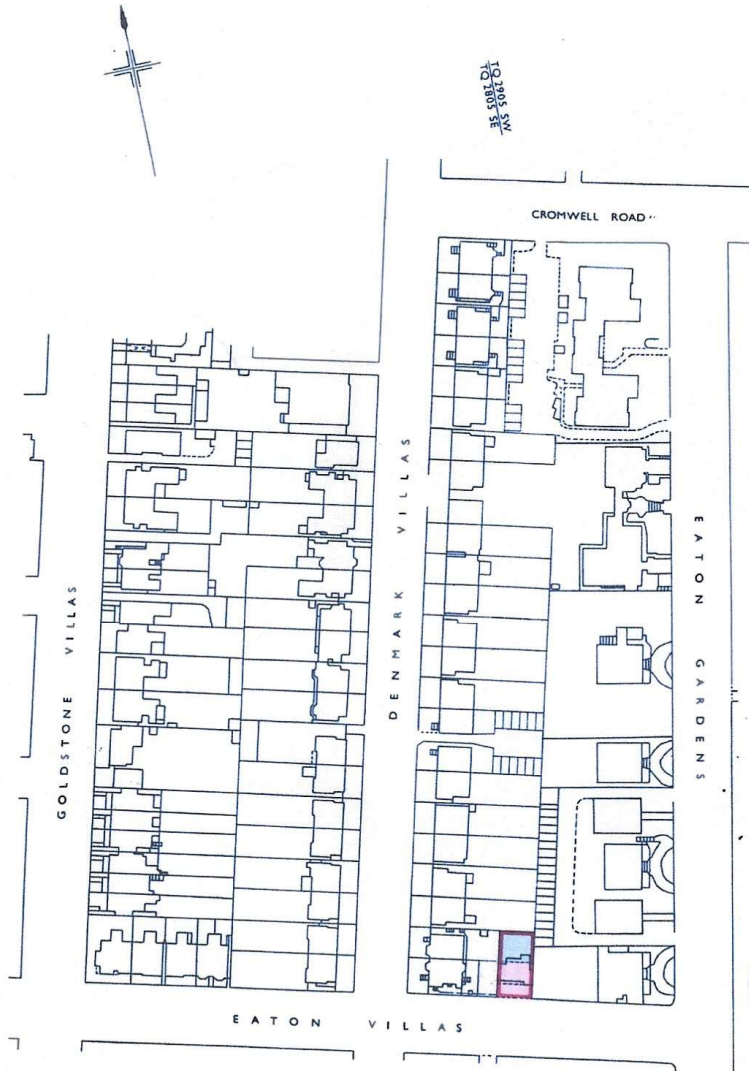 TQ 2905 SW
TQ 2805 SE
CROMWELL ROAD
GOLDSTONE VILLAS
DENMARK VILLAS
EATON GARDENS
EATON VILLAS